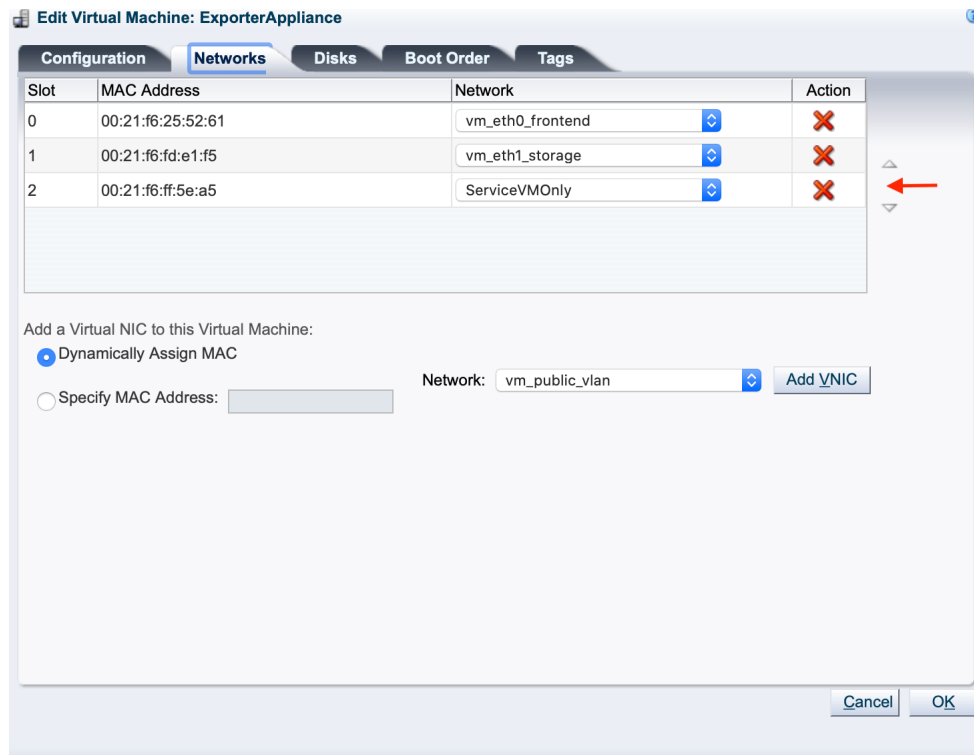 Edit Virtual Machine: ExporterAppliance
Configuration Networks Disks Boot Order Tags
Slot MAC Address Network Action
0 00:21:f6:25:52:61 vm_eth0_frontend
1 00:21:f6:fd:e1:f5 vm_eth1_storage
2 00:21:f6:ff:5e:a5 ServiceVMOnly
Add a Virtual NIC to this Virtual Machine:
Dynamically Assign MAC
Network: vm_public_vlan Add VNIC
Specify MAC Address:
Cancel OK